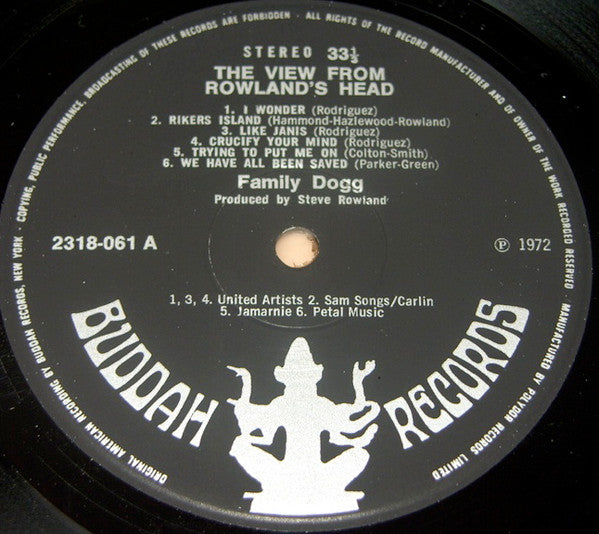 COPYING, PUBLIC PERFORMANCE, BROADCASTING OF THESE RECORDS ARE FORBIDDEN · ALL RIGHTS OF THE RECORD MANUFACTURER AND OF OWNER OF THE WORK RECORDED RESERVED
STEREO 33⅓
THE VIEW FROM
ROWLAND'S HEAD
1. I WONDER (Rodriguez)
2. RIKERS ISLAND (Hammond-Hazlewood-Rowland)
3. LIKE JANIS (Rodriguez)
4. CRUCIFY YOUR MIND (Rodriguez)
5. TRYING TO PUT ME ON (Colton-Smith)
6. WE HAVE ALL BEEN SAVED (Parker-Green)
Family Dogg
Produced by Steve Rowland
2318-061 A
℗ 1972
1, 3, 4. United Artists 2. Sam Songs/Carlin
5. Jamarnie 6. Petal Music
BUDDAH RECORDS
ORIGINAL AMERICAN RECORDING BY BUDDAH RECORDS, NEW YORK ·
MANUFACTURED BY POLYDOR RECORDS LIMITED